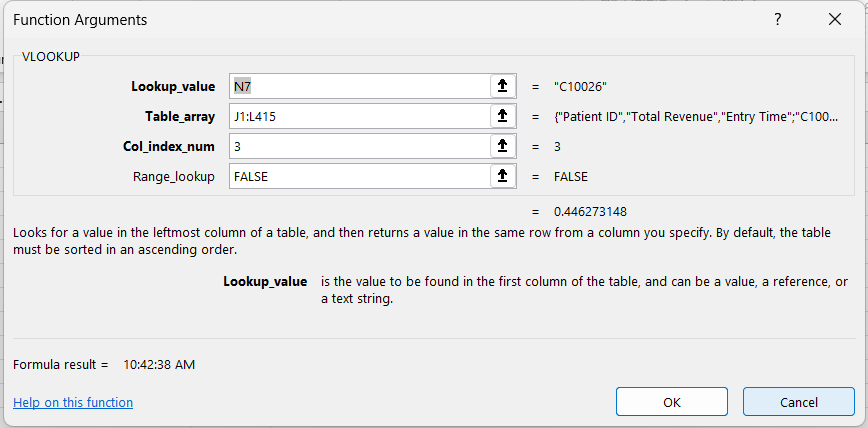 Function Arguments
?
VLOOKUP
Lookup_value N7 = "C10026"
Table_array J1:L415 = {"Patient ID","Total Revenue","Entry Time";"C100...
Col_index_num 3 = 3
Range_lookup FALSE = FALSE
= 0.446273148
Looks for a value in the leftmost column of a table, and then returns a value in the same row from a column you specify. By default, the table
must be sorted in an ascending order.
Lookup_value is the value to be found in the first column of the table, and can be a value, a reference, or
a text string.
Formula result = 10:42:38 AM
Help on this function
OK
Cancel